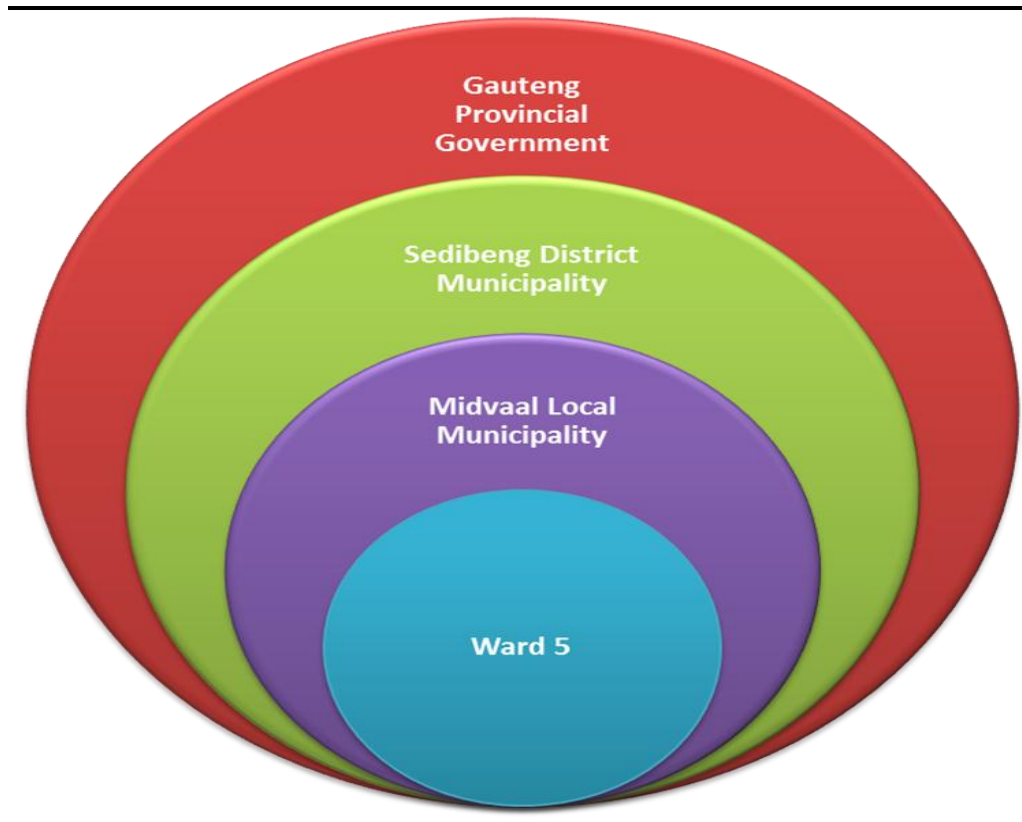 Gauteng
Provincial
Government
Sedibeng District
Municipality
Midvaal Local
Municipality
Ward 5